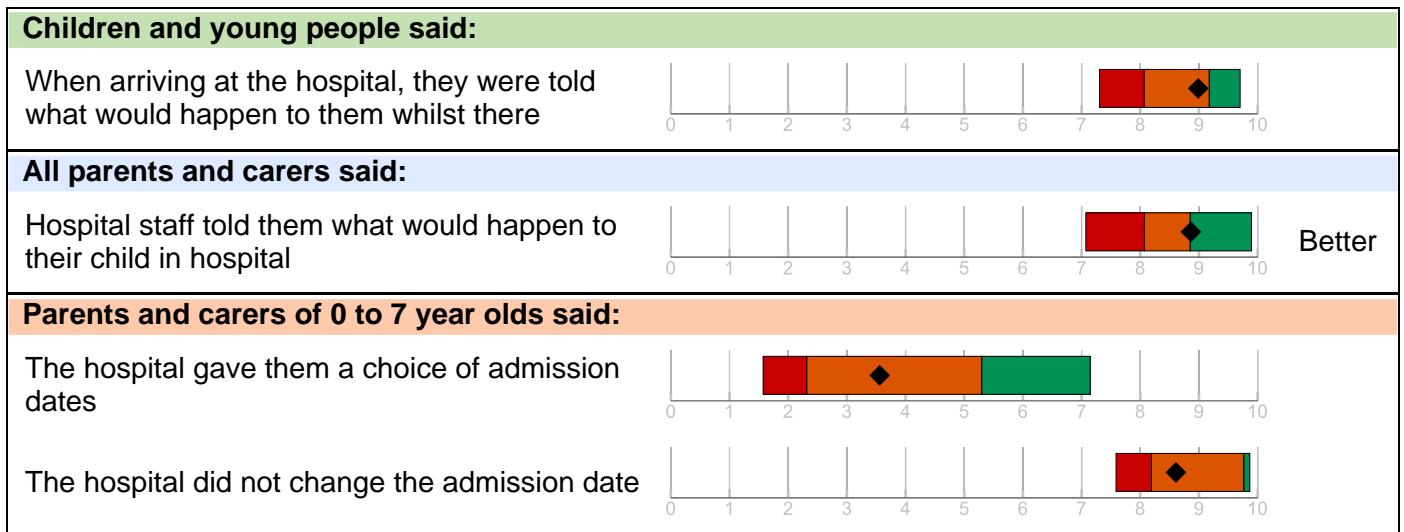 Children and young people said:
When arriving at the hospital, they were told
what would happen to them whilst there
0 1 2 3 4 5 6 7 8 9 10
All parents and carers said:
Hospital staff told them what would happen to
their child in hospital
0 1 2 3 4 5 6 7 8 9 10
Better
Parents and carers of 0 to 7 year olds said:
The hospital gave them a choice of admission
dates
0 1 2 3 4 5 6 7 8 9 10
The hospital did not change the admission date
0 1 2 3 4 5 6 7 8 9 10